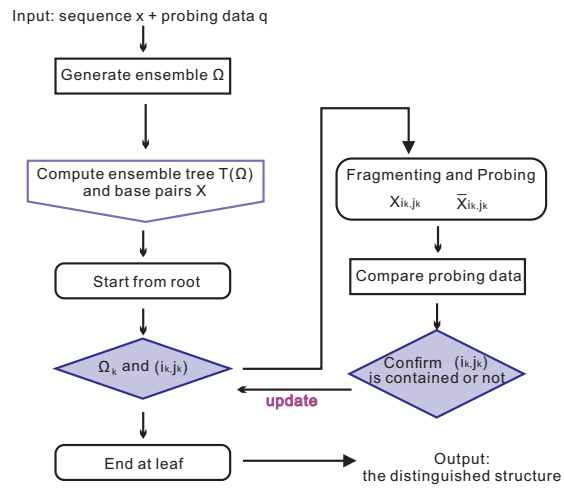 Input: sequence x + probing data q
Generate ensemble Ω
Compute ensemble tree T(Ω)
and base pairs X
Start from root
Ωₖ and (iₖ,jₖ)
End at leaf
Fragmenting and Probing
X iₖ,jₖ X̅ iₖ,jₖ
Compare probing data
Confirm (iₖ,jₖ)
is contained or not
update
Output:
the distinguished structure